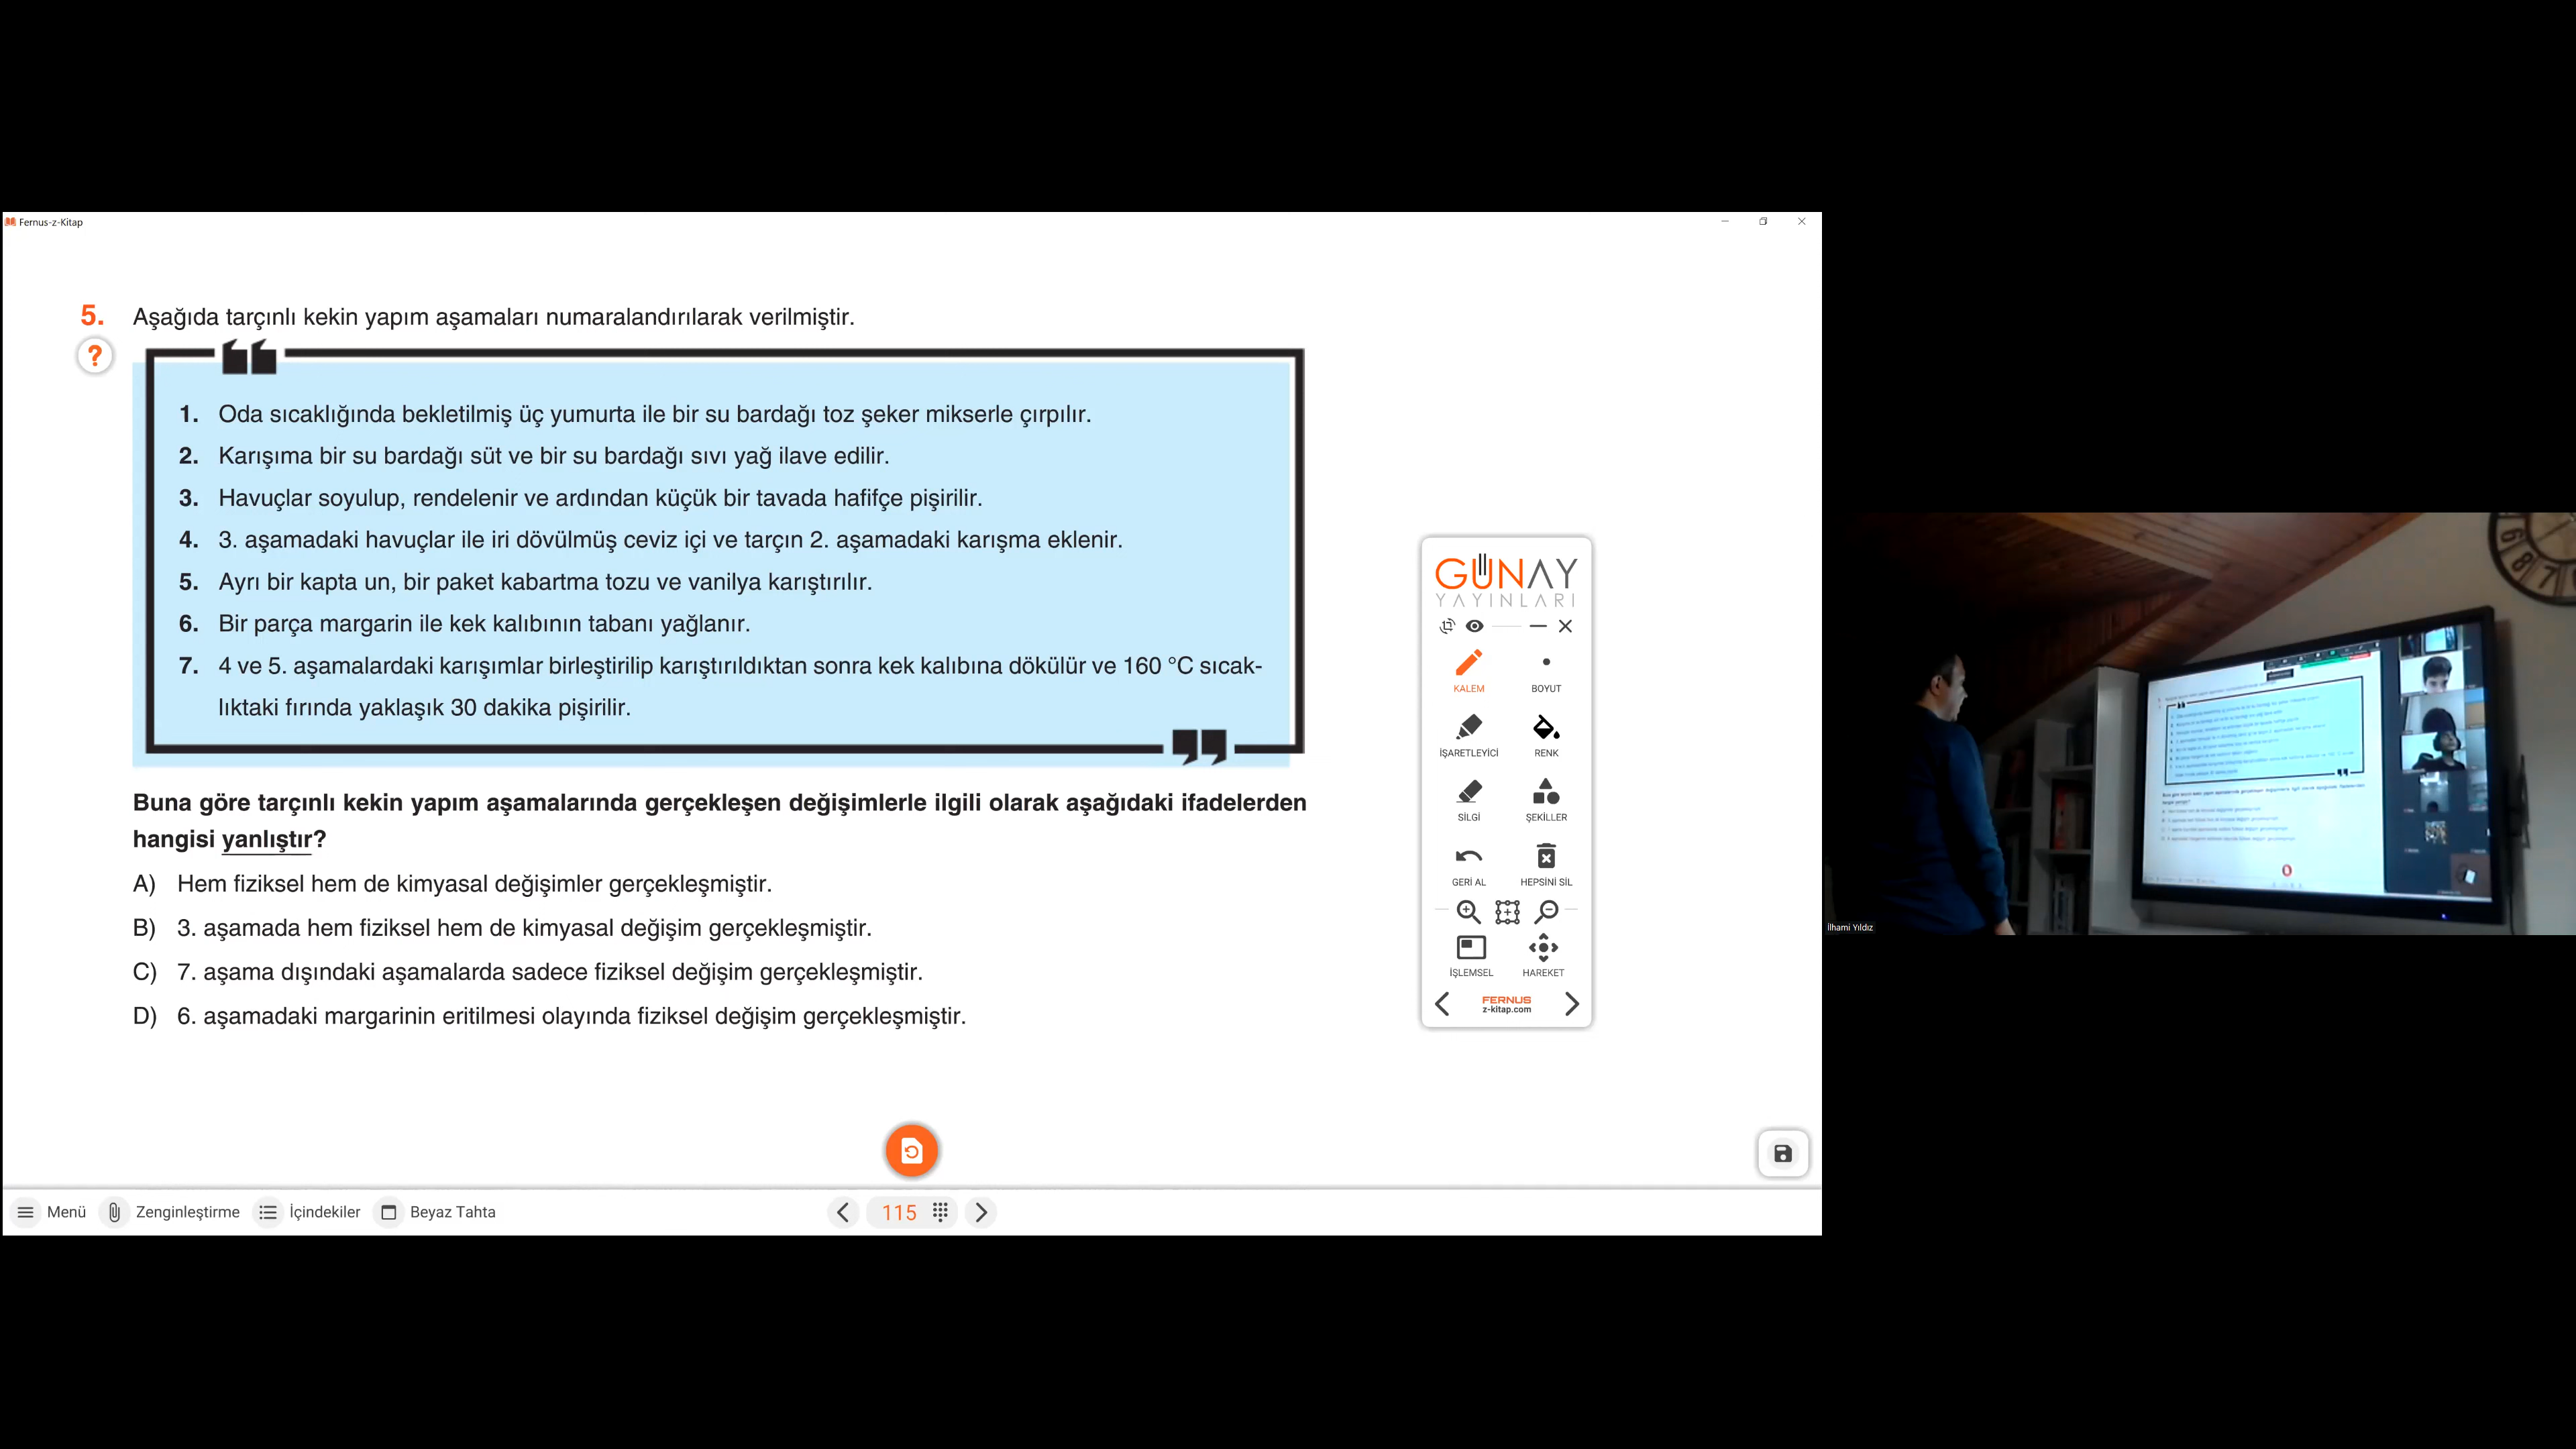 Fernus-z-Kitap
5. Aşağıda tarçınlı kekin yapım aşamaları numaralandırılarak verilmiştir.
?
1. Oda sıcaklığında bekletilmiş üç yumurta ile bir su bardağı toz şeker mikserle çırpılır.
2. Karışıma bir su bardağı süt ve bir su bardağı sıvı yağ ilave edilir.
3. Havuçlar soyulup, rendelenir ve ardından küçük bir tavada hafifçe pişirilir.
4. 3. aşamadaki havuçlar ile iri dövülmüş ceviz içi ve tarçın 2. aşamadaki karışma eklenir.
5. Ayrı bir kapta un, bir paket kabartma tozu ve vanilya karıştırılır.
6. Bir parça margarin ile kek kalıbının tabanı yağlanır.
7. 4 ve 5. aşamalardaki karışımlar birleştirilip karıştırıldıktan sonra kek kalıbına dökülür ve 160 °C sıcak-
lıktaki fırında yaklaşık 30 dakika pişirilir.
Buna göre tarçınlı kekin yapım aşamalarında gerçekleşen değişimlerle ilgili olarak aşağıdaki ifadelerden
hangisi yanlıştır?
A) Hem fiziksel hem de kimyasal değişimler gerçekleşmiştir.
B) 3. aşamada hem fiziksel hem de kimyasal değişim gerçekleşmiştir.
C) 7. aşama dışındaki aşamalarda sadece fiziksel değişim gerçekleşmiştir.
D) 6. aşamadaki margarinin eritilmesi olayında fiziksel değişim gerçekleşmiştir.
GÜNAY
YAYINLARI
KALEM BOYUT
İŞARETLEYİCİ RENK
SİLGİ ŞEKİLLER
GERİ AL HEPSİNİ SİL
İŞLEMSEL HAREKET
FERNUS
z-kitap.com
Menü Zenginleştirme İçindekiler Beyaz Tahta 115
İlhami Yıldız